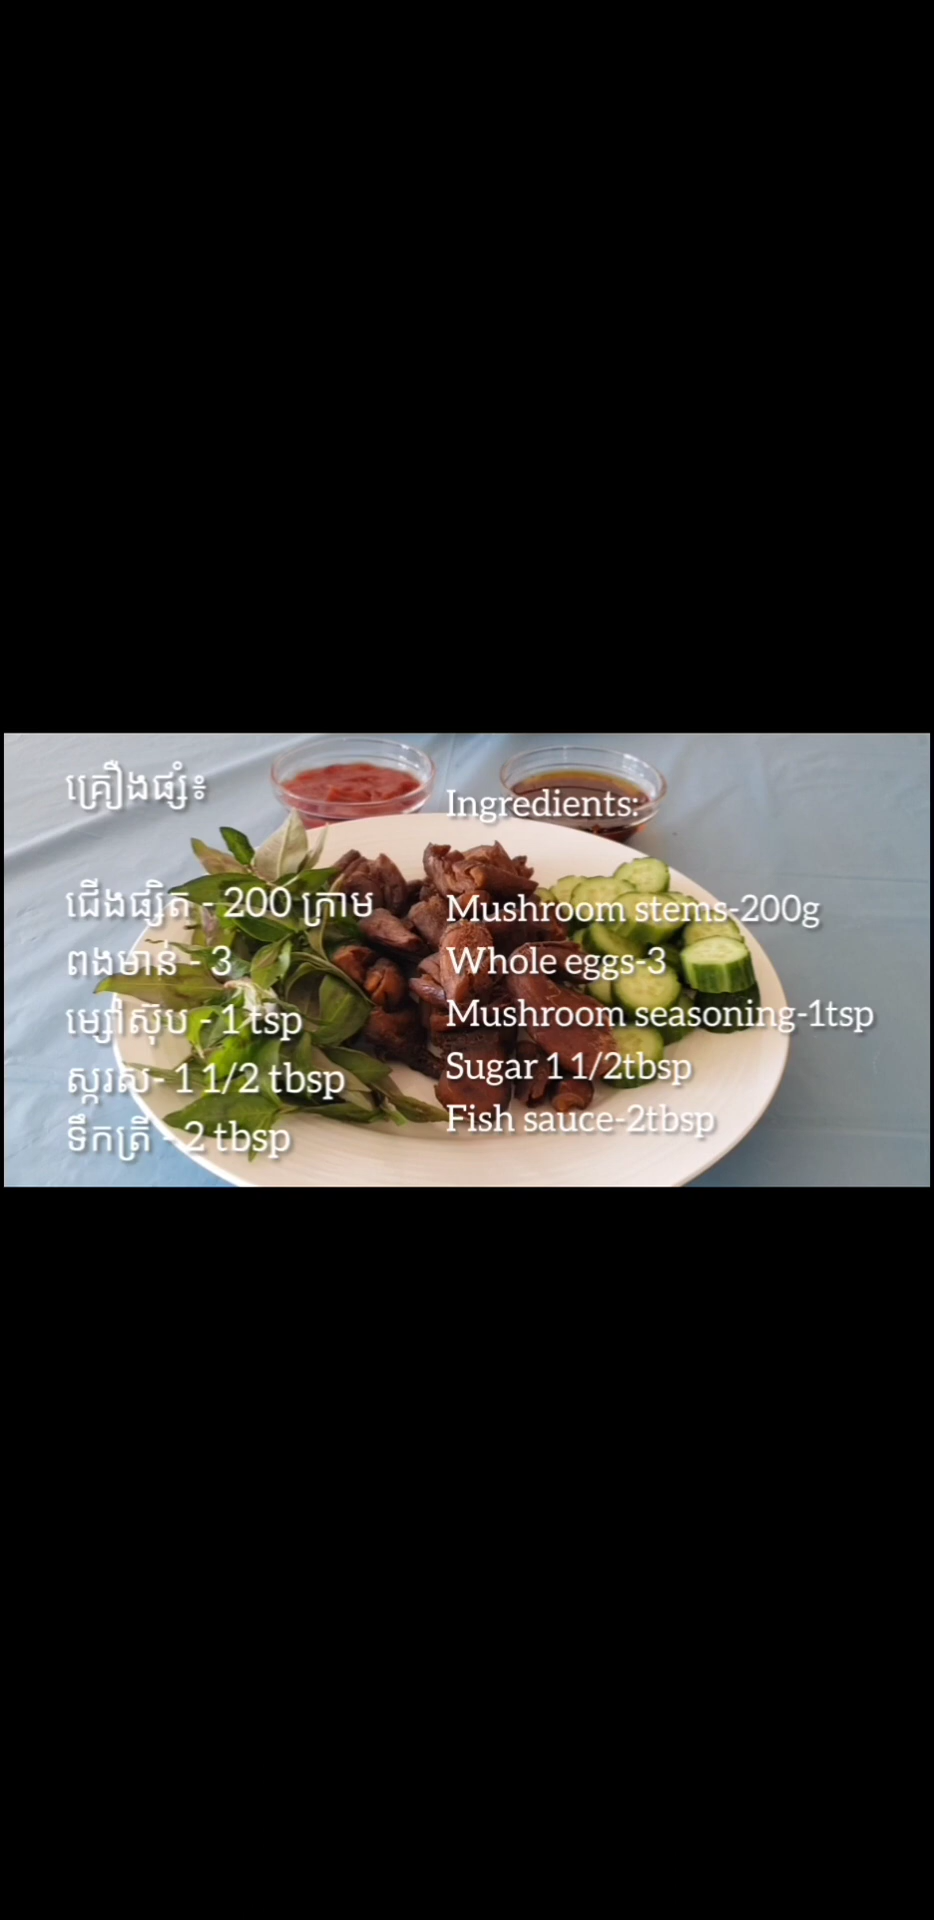 គ្រឿងផ្សំ៖
ជើងផ្សិត - 200 ក្រាម
ពងមាន់ - 3
ម្សៅស៊ុប - 1 tsp
ស្ករស- 1 1/2 tbsp
ទឹកត្រី - 2 tbsp
Ingredients:
Mushroom stems-200g
Whole eggs-3
Mushroom seasoning-1tsp
Sugar 1 1/2tbsp
Fish sauce-2tbsp